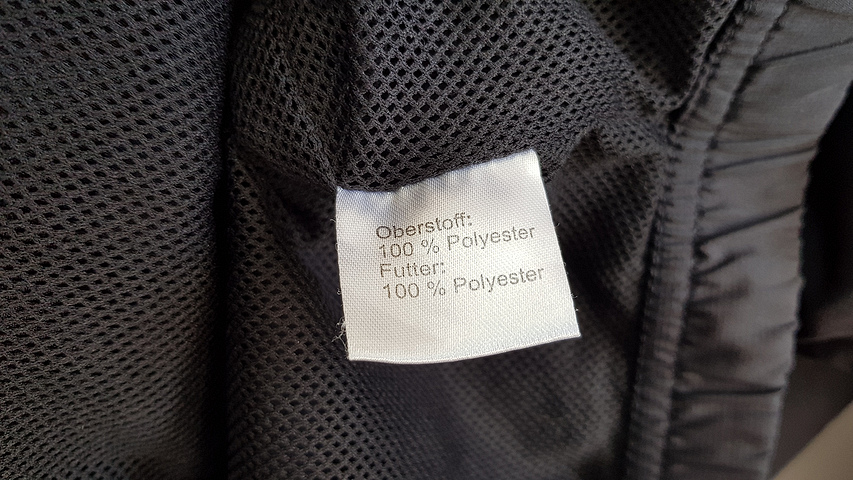 Oberstoff:
100 % Polyester
Futter:
100 % Polyester